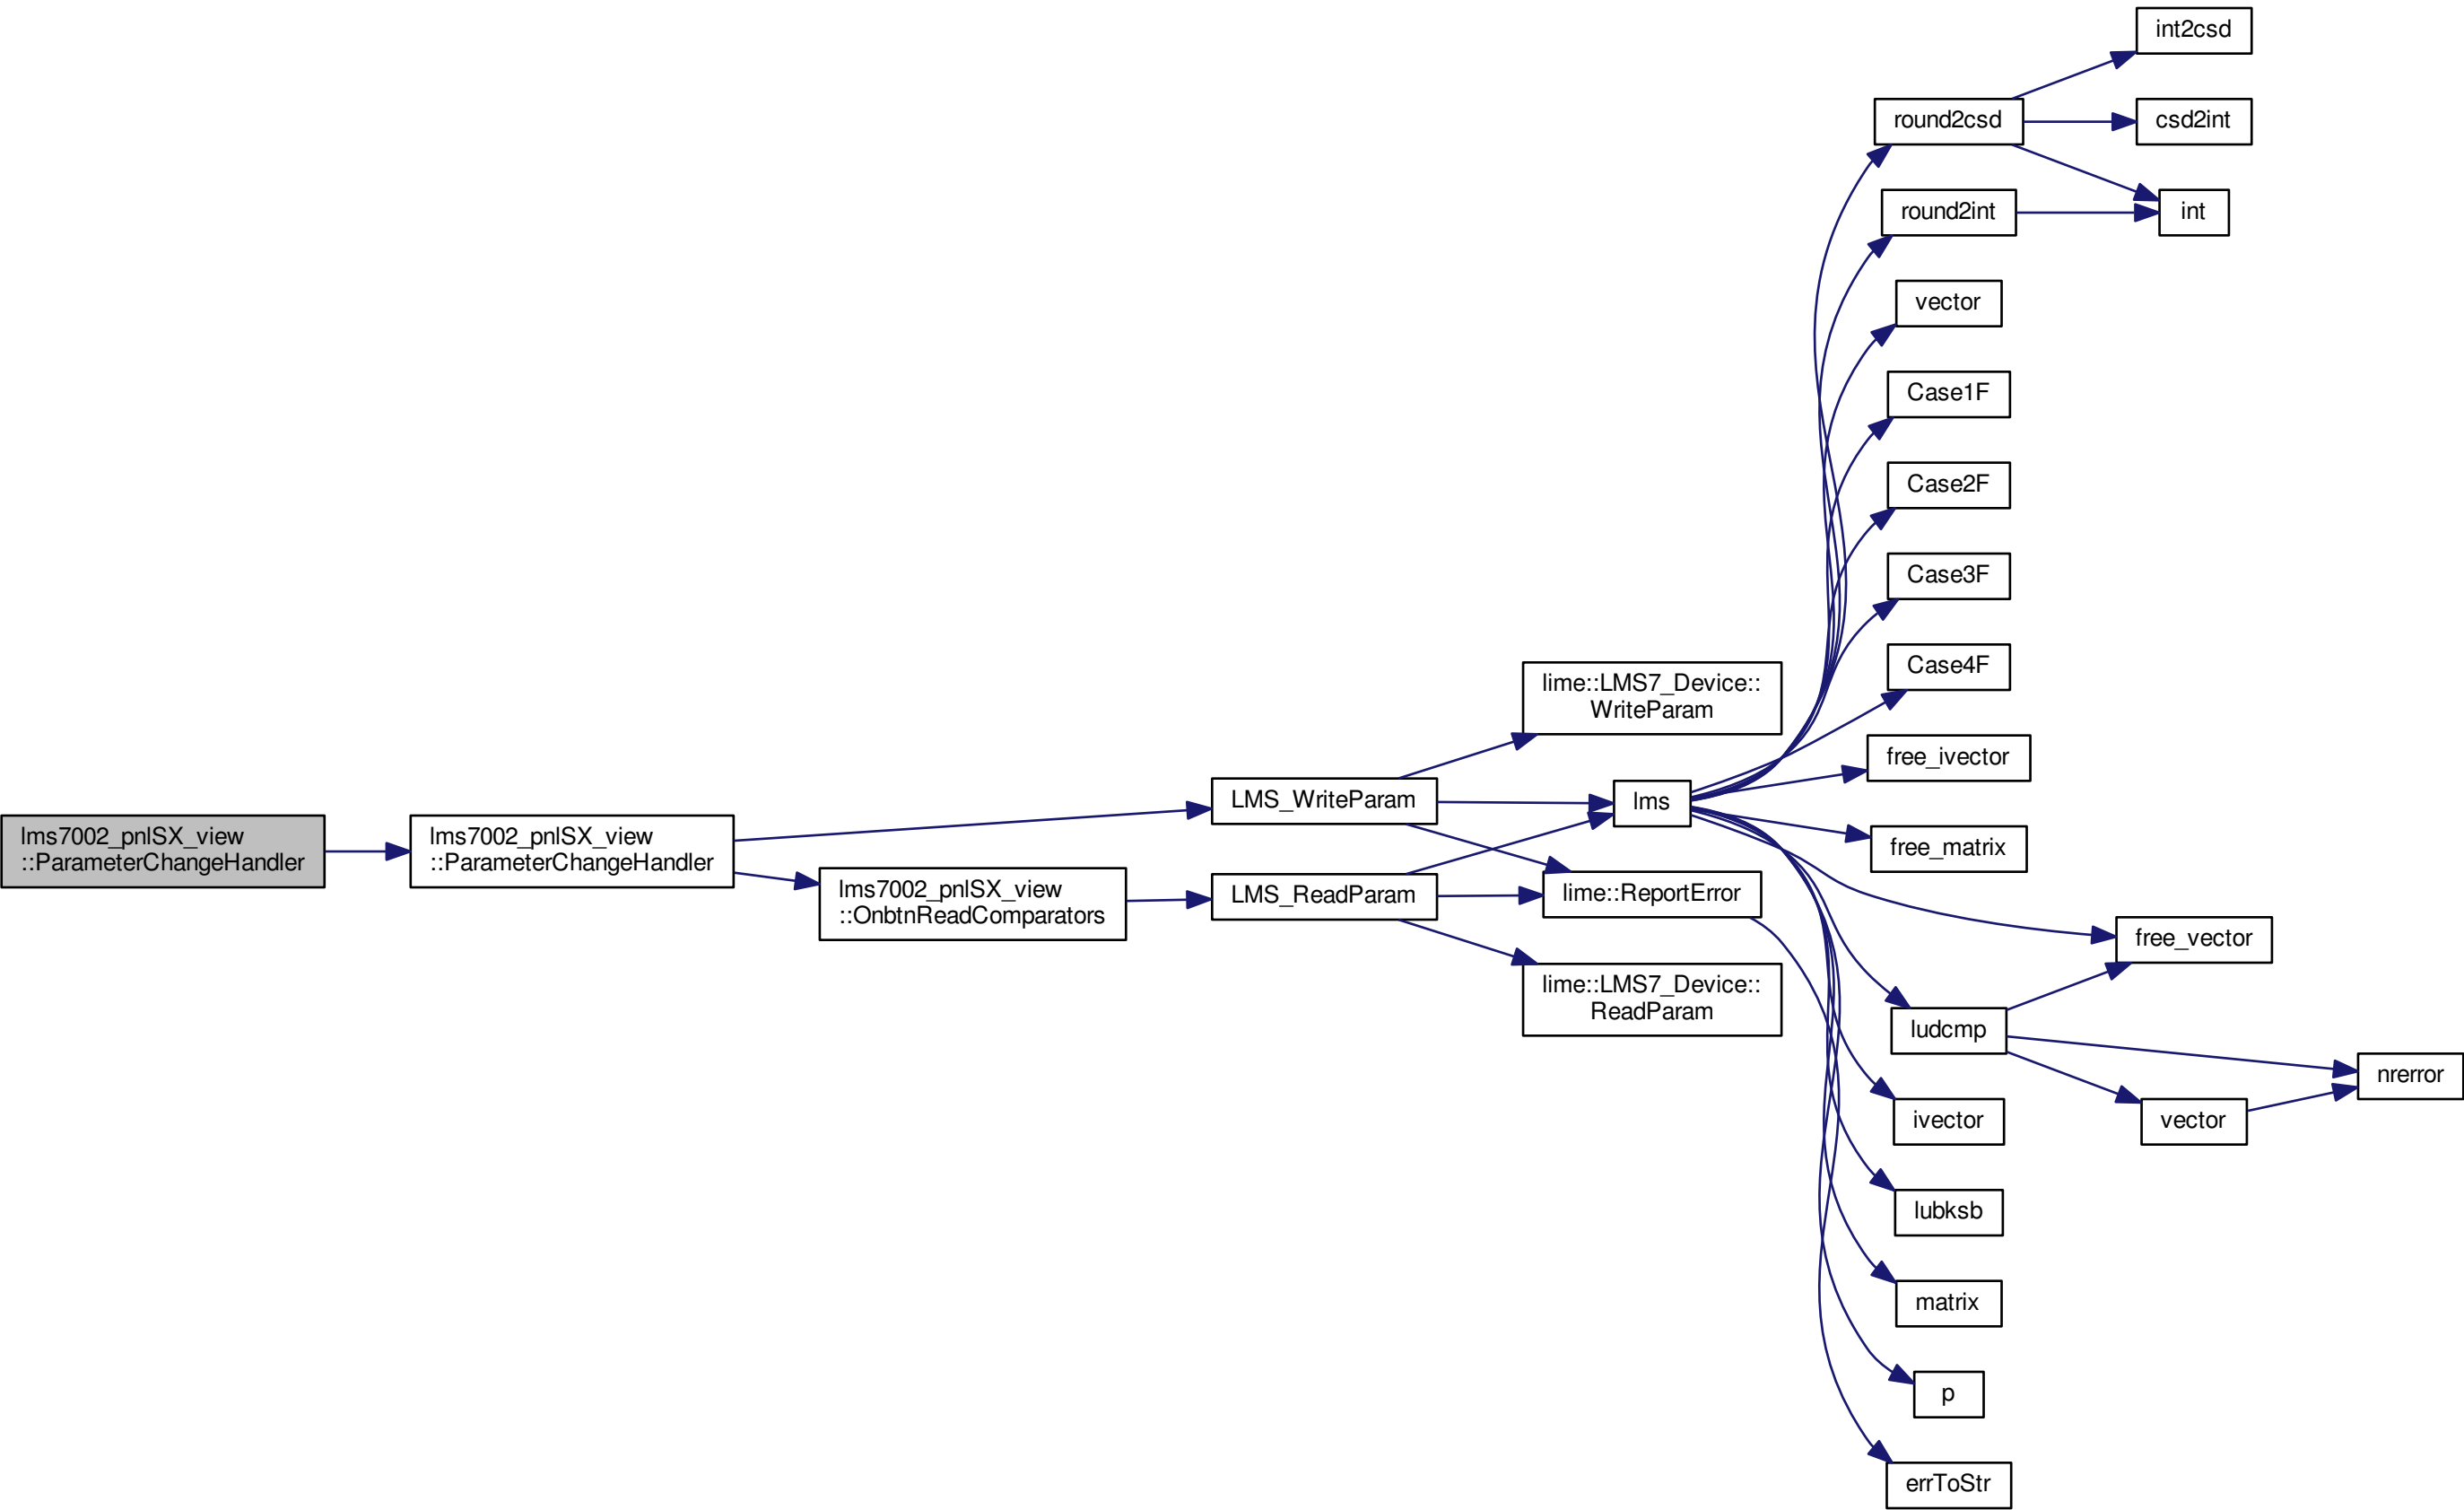 lms7002_pnlSX_view
::ParameterChangeHandler
lms7002_pnlSX_view
::ParameterChangeHandler
lms7002_pnlSX_view
::OnbtnReadComparators
LMS_WriteParam
LMS_ReadParam
lime::LMS7_Device::
WriteParam
lms
lime::ReportError
lime::LMS7_Device::
ReadParam
round2csd
round2int
vector
Case1F
Case2F
Case3F
Case4F
free_ivector
free_matrix
ludcmp
ivector
lubksb
matrix
p
errToStr
int2csd
csd2int
int
free_vector
vector
nrerror